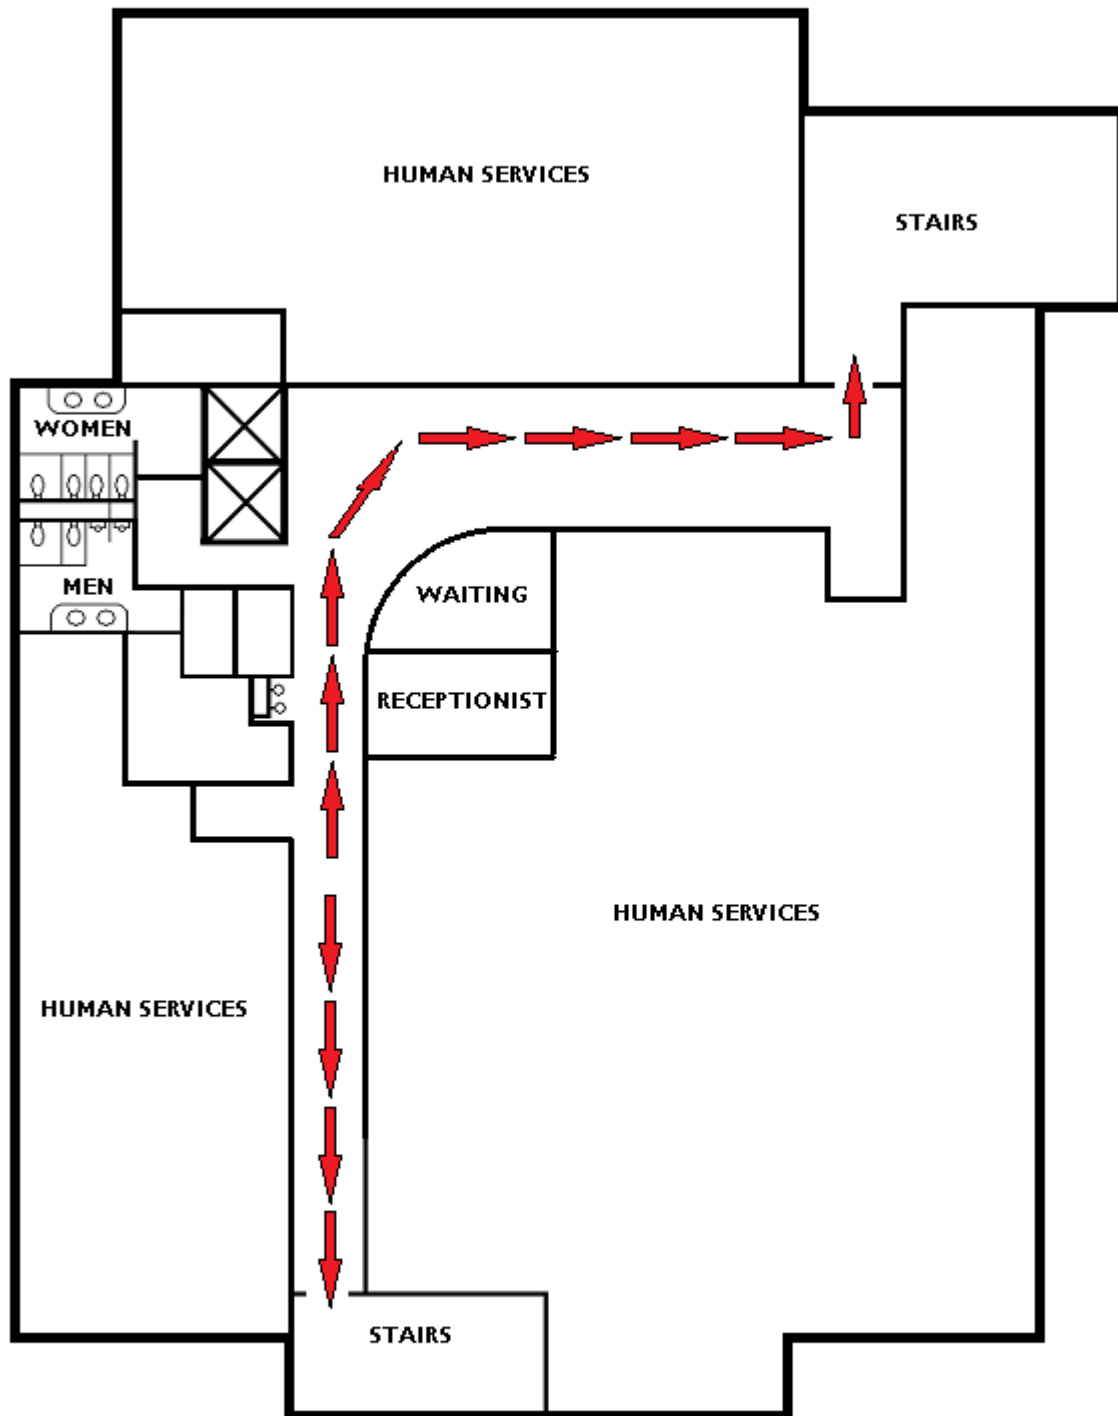 HUMAN SERVICES
STAIRS
WOMEN
MEN
WAITING
RECEPTIONIST
HUMAN SERVICES
HUMAN SERVICES
STAIRS